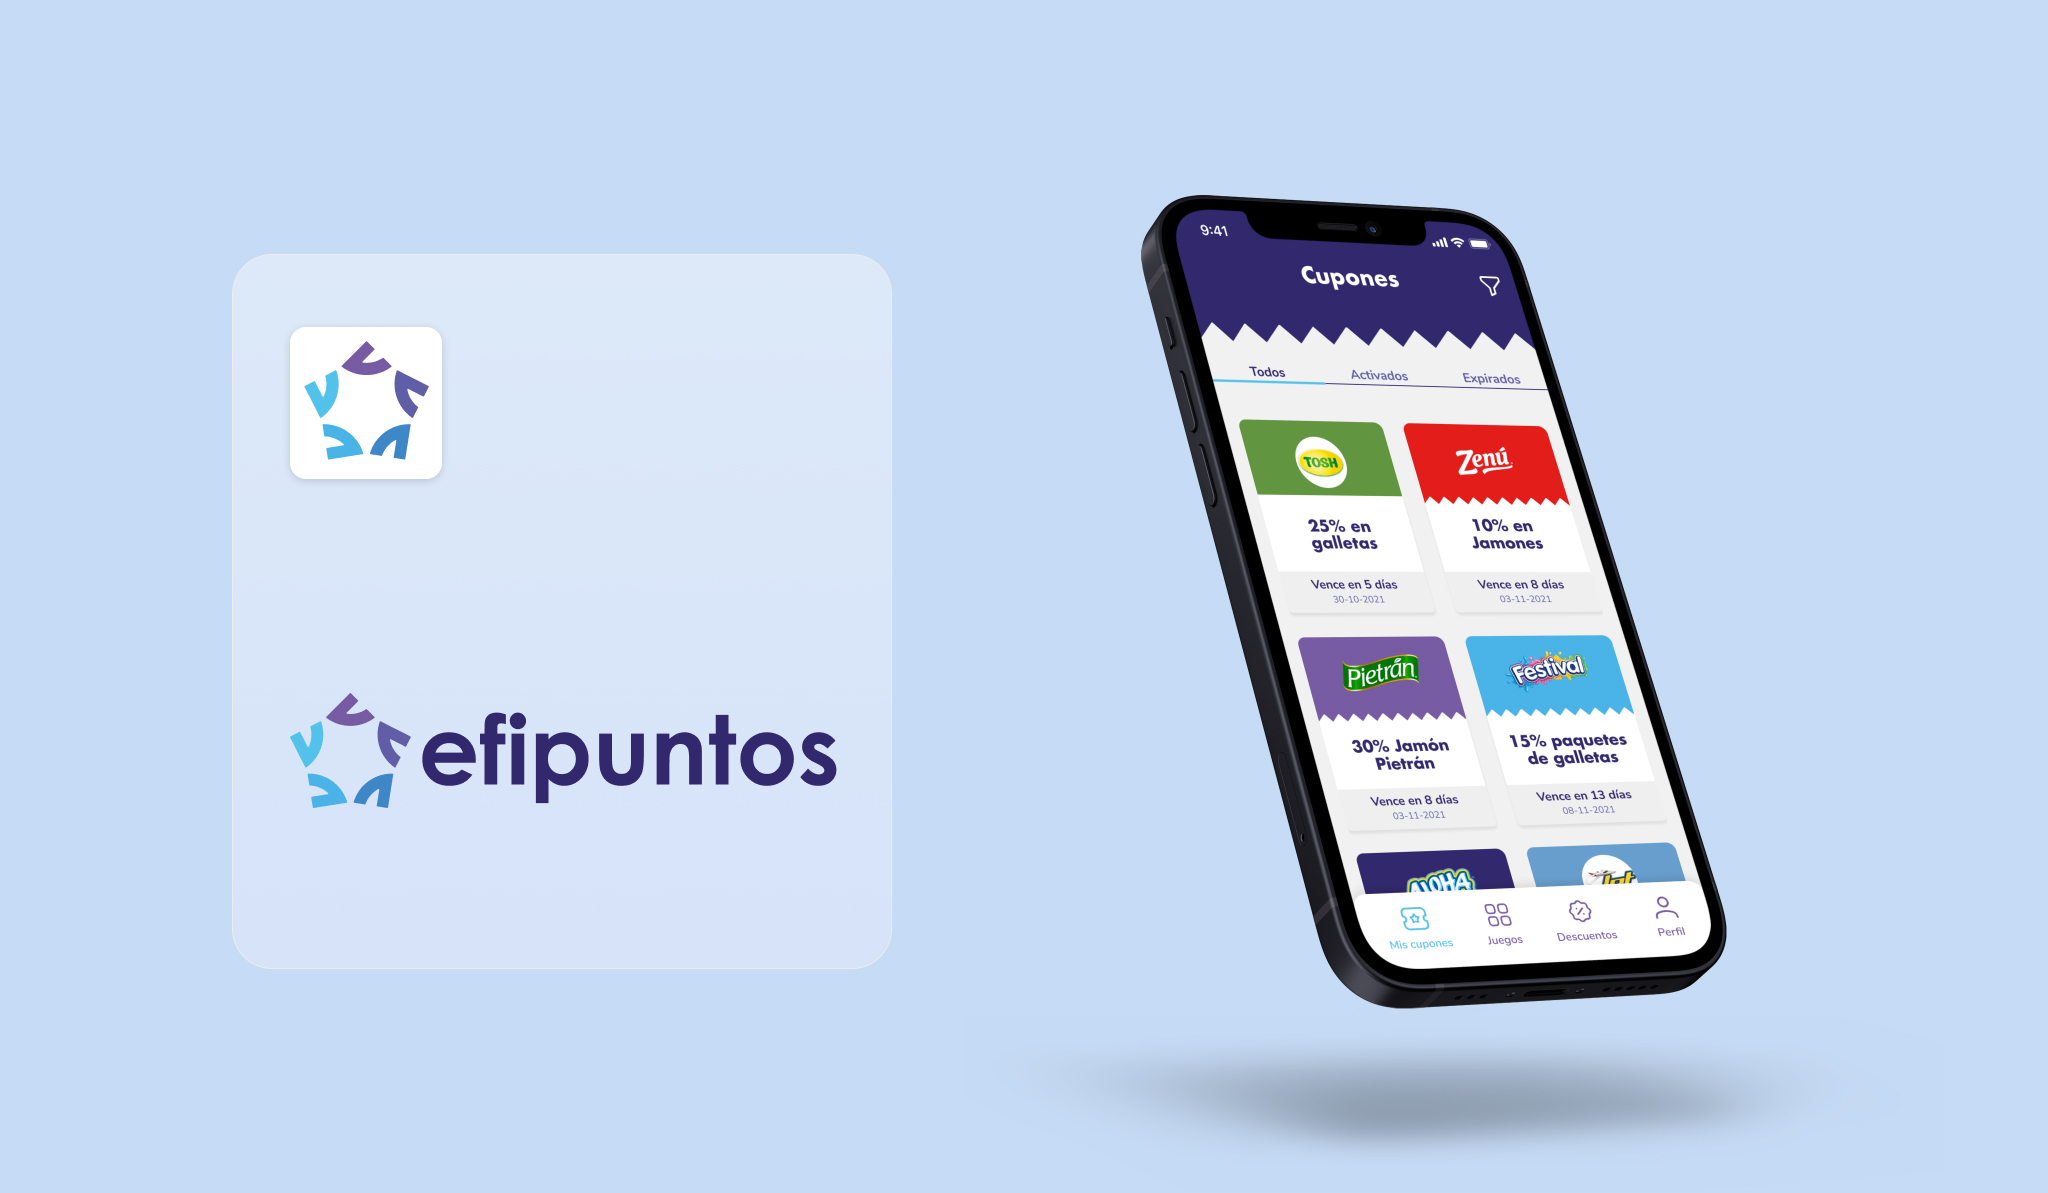 efipuntos
9:41
Cupones
Todos Activados Expirados
TOSH
Zenú
25% en
galletas
10% en
Jamones
Vence en 5 días
30-10-2021
Vence en 8 días
03-11-2021
Pietrán
Festival
30% Jamón
Pietrán
15% paquetes
de galletas
Vence en 8 días
03-11-2021
Vence en 13 días
08-11-2021
ALOHA
Jet
Mis cupones Juegos Descuentos Perfil